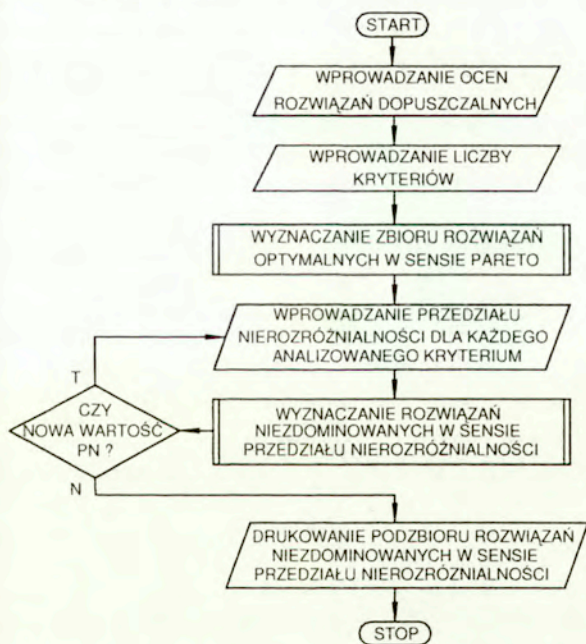 START
WPROWADZANIE OCEN
ROZWIĄZAŃ DOPUSZCZALNYCH
WPROWADZANIE LICZBY
KRYTERIÓW
WYZNACZANIE ZBIORU ROZWIĄZAŃ
OPTYMALNYCH W SENSIE PARETO
WPROWADZANIE PRZEDZIAŁU
NIEROZRÓŻNIALNOŚCI DLA KAŻDEGO
ANALIZOWANEGO KRYTERIUM
T
CZY
NOWA WARTOŚĆ
PN ?
WYZNACZANIE ROZWIĄZAŃ
NIEZDOMINOWANYCH W SENSIE
PRZEDZIAŁU NIEROZRÓŻNIALNOŚCI
N
DRUKOWANIE PODZBIORU ROZWIĄZAŃ
NIEZDOMINOWANYCH W SENSIE
PRZEDZIAŁU NIEROZRÓZNIALNOŚCI
STOP